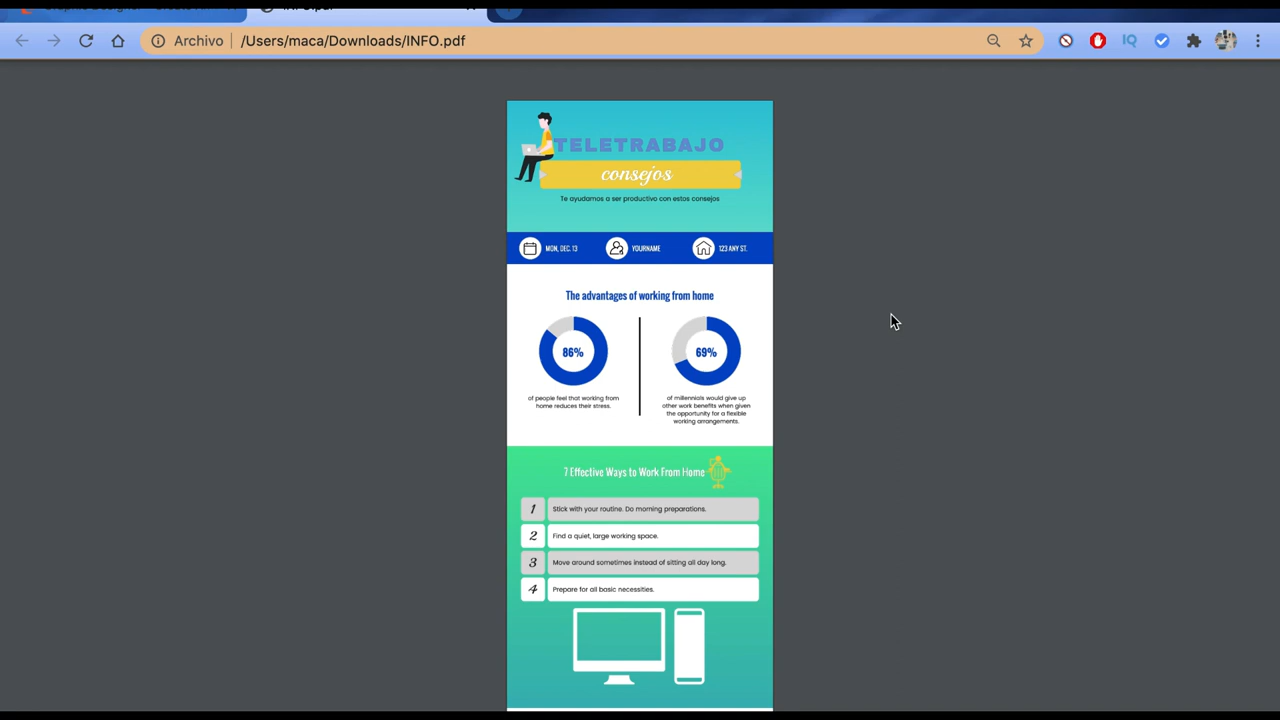 Archivo
/Users/maca/Downloads/INFO.pdf
IQ
TELETRABAJO
consejos
Te ayudamos a ser productivo con estos consejos
MON, DEC. 13
YOURNAME
123 ANY ST.
The advantages of working from home
86%
69%
of people feel that working from
home reduces their stress.
of millennials would give up
other work benefits when given
the opportunity for a flexible
working arrangements.
7 Effective Ways to Work From Home
1 Stick with your routine. Do morning preparations.
2 Find a quiet, large working space.
3 Move around sometimes instead of sitting all day long.
4 Prepare for all basic necessities.